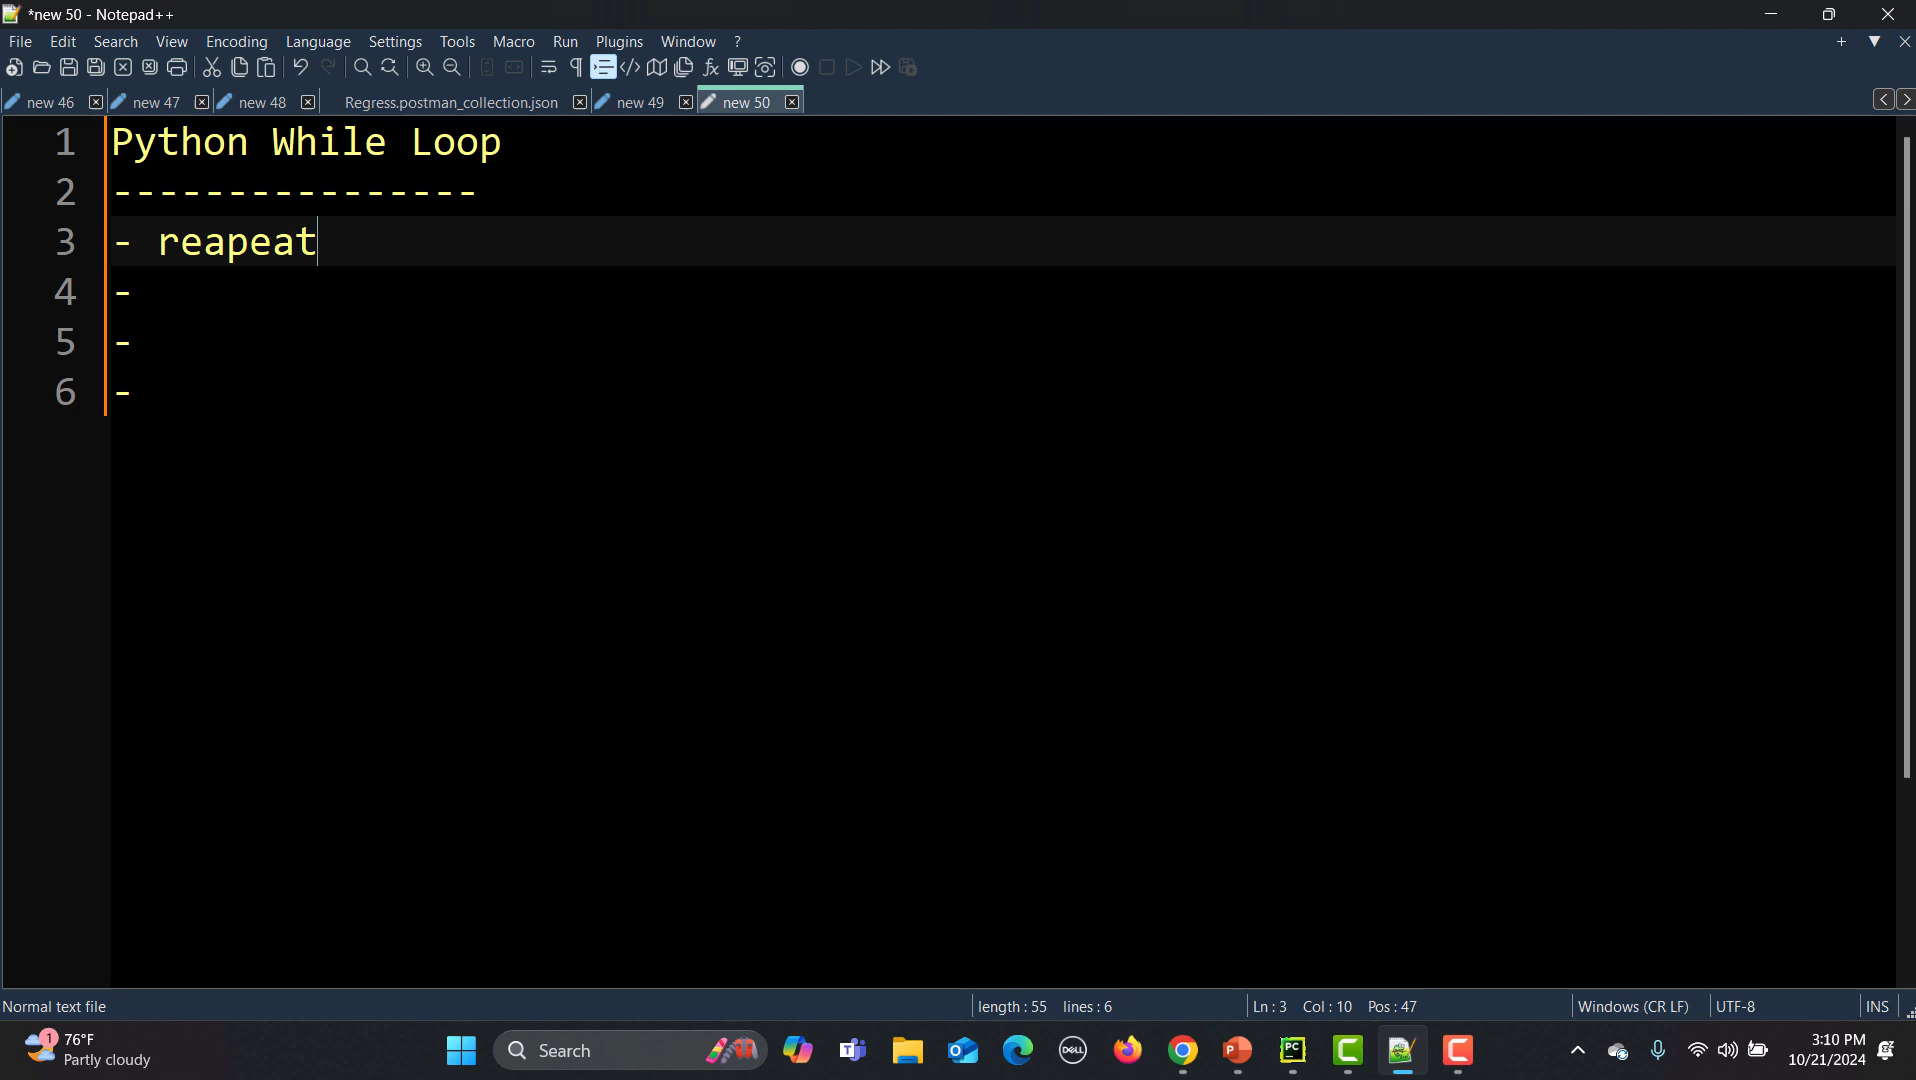 *new 50 - Notepad++
File Edit Search View Encoding Language Settings Tools Macro Run Plugins Window ?
new 46 new 47 new 48 Regress.postman_collection.json new 49 new 50
1 Python While Loop
2 ----------------
3 - reapeat
4 -
5 -
6 -
Normal text file length : 55 lines : 6 Ln : 3 Col : 10 Pos : 47 Windows (CR LF) UTF-8 INS
1 76°F
Partly cloudy
Search
DELL
PC
3:10 PM
10/21/2024